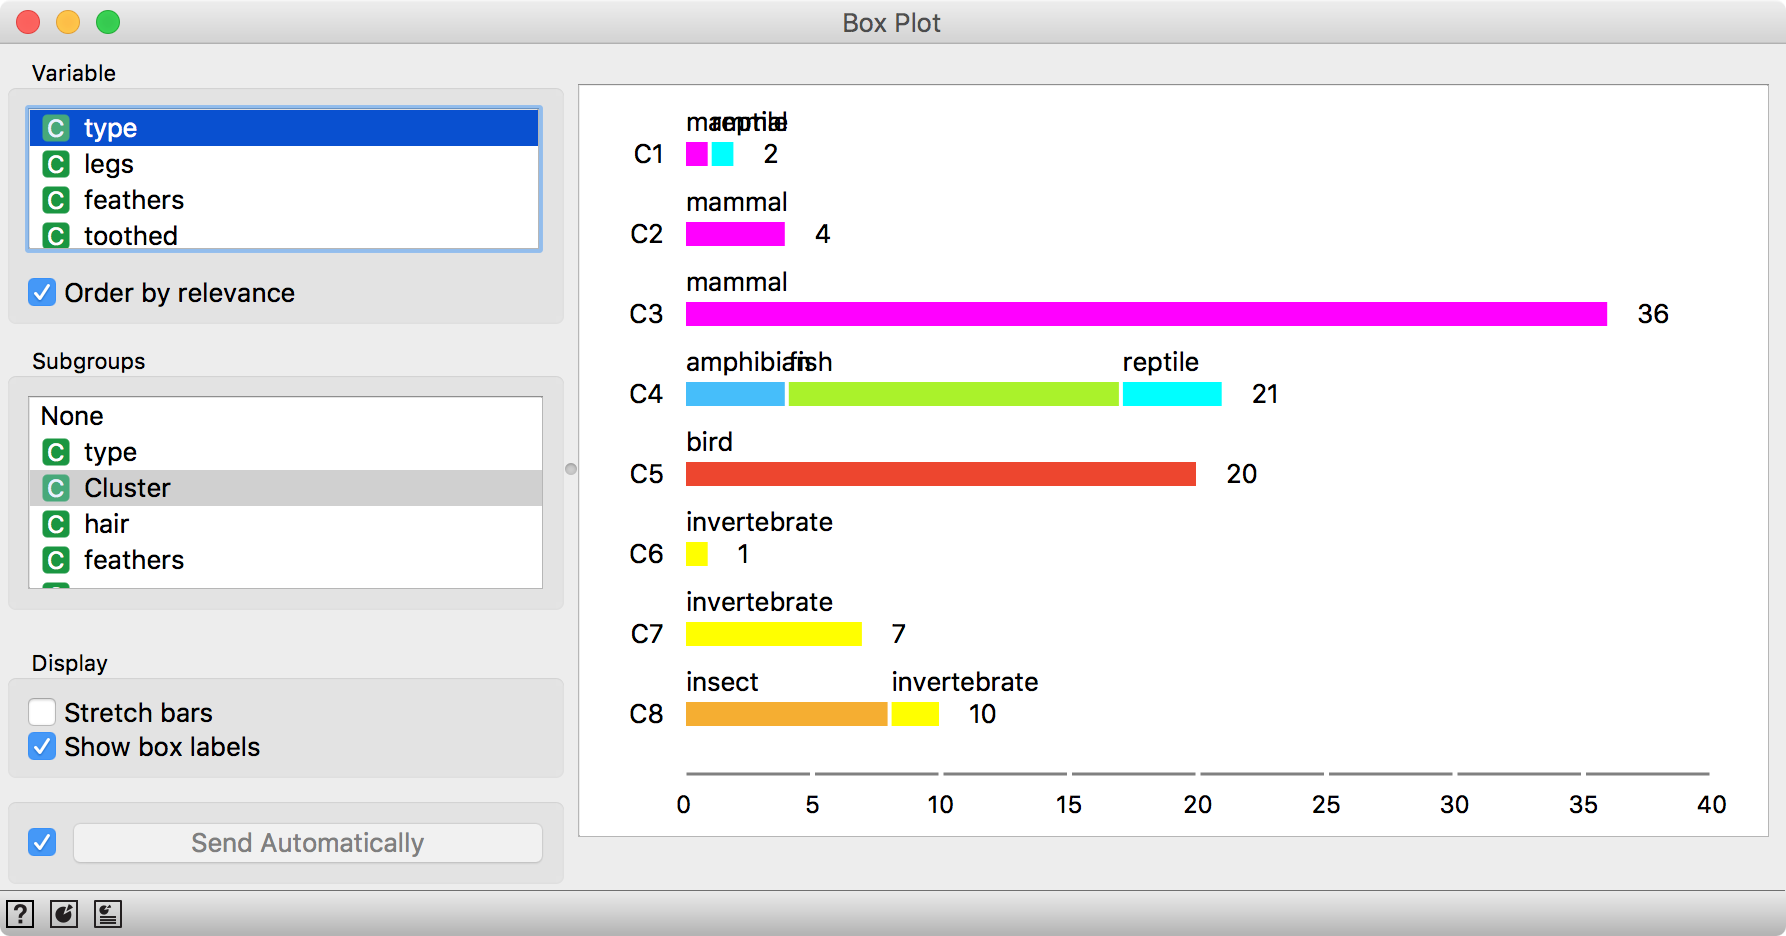 Box Plot
Variable
C type
C legs
C feathers
C toothed
Order by relevance
Subgroups
None
C type
C Cluster
C hair
C feathers
Display
Stretch bars
Show box labels
Send Automatically
?
mammal reptile
C1 2
mammal
C2 4
mammal
C3 36
amphibian fish reptile
C4 21
bird
C5 20
invertebrate
C6 1
invertebrate
C7 7
insect invertebrate
C8 10
0 5 10 15 20 25 30 35 40